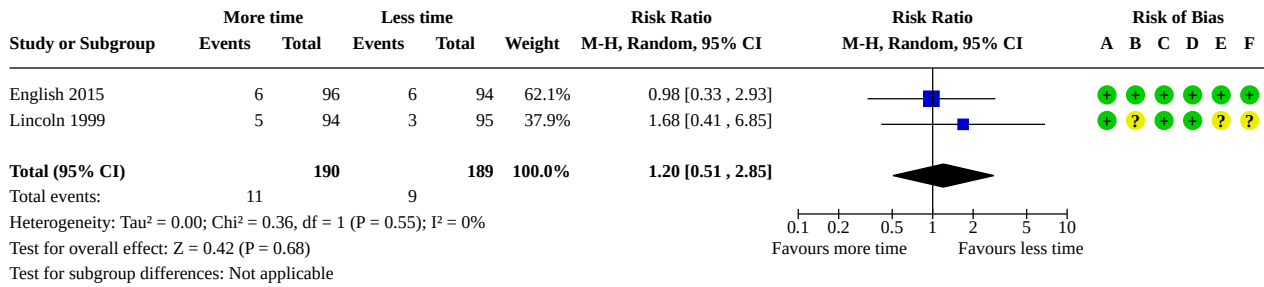 More time Less time Risk Ratio Risk Ratio Risk of Bias
Study or Subgroup Events Total Events Total Weight M-H, Random, 95% CI M-H, Random, 95% CI A B C D E F
English 2015 6 96 6 94 62.1% 0.98 [0.33 , 2.93] + + + + + +
Lincoln 1999 5 94 3 95 37.9% 1.68 [0.41 , 6.85] + ? + + ? ?
Total (95% CI) 190 189 100.0% 1.20 [0.51 , 2.85]
Total events: 11 9
Heterogeneity: Tau² = 0.00; Chi² = 0.36, df = 1 (P = 0.55); I² = 0%
0.1 0.2 0.5 1 2 5 10
Test for overall effect: Z = 0.42 (P = 0.68) Favours more time Favours less time
Test for subgroup differences: Not applicable